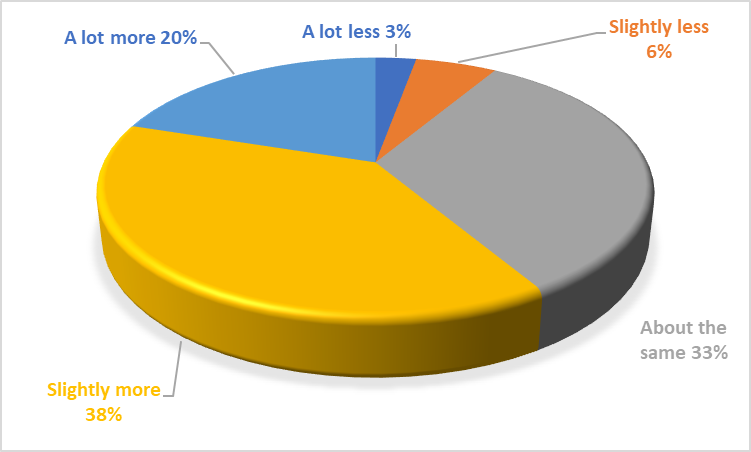 A lot less 3%
Slightly less
6%
About the
same 33%
Slightly more
38%
A lot more 20%